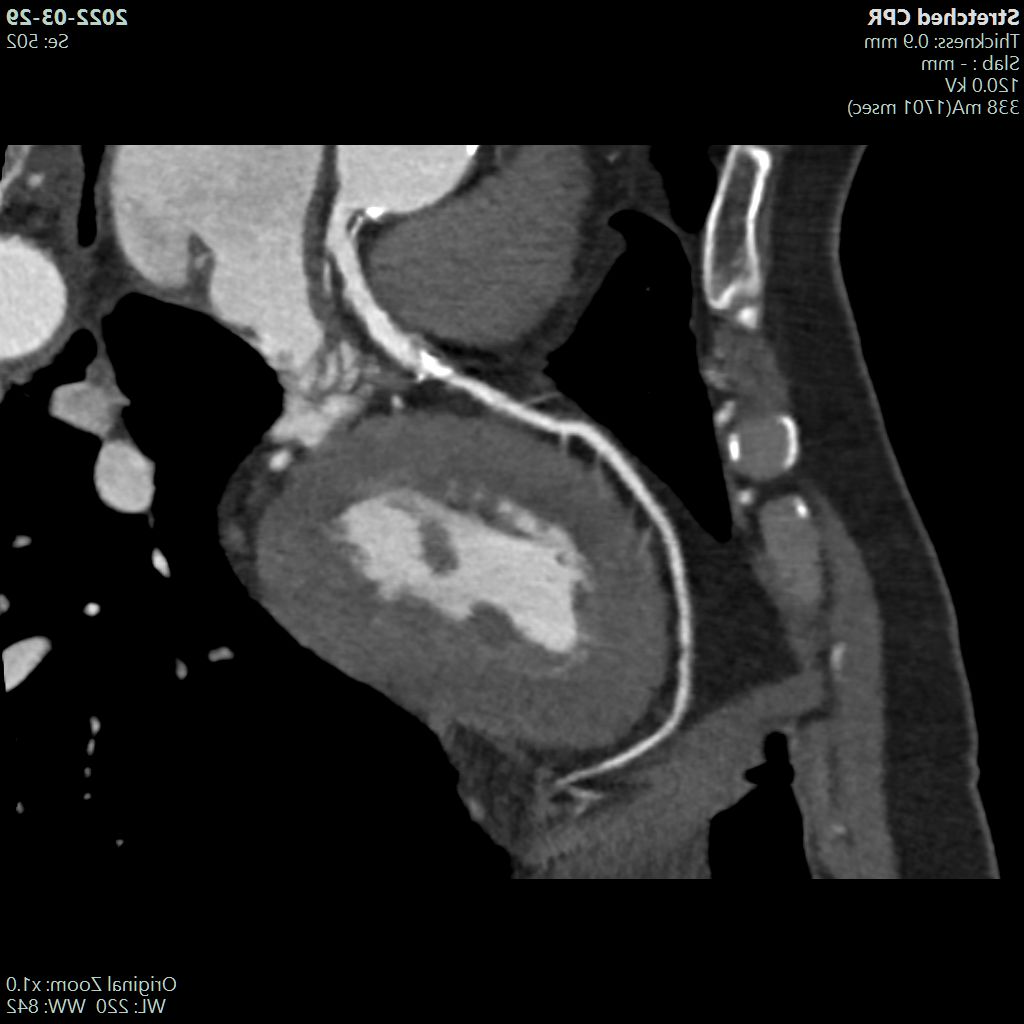 Stretched CPR
Thickness: 0.9 mm
Slab : - mm
120.0 kV
338 mA(1701 msec)
2022-03-29
Se: 502
Original Zoom: x1.0
WL: 220 WW: 842